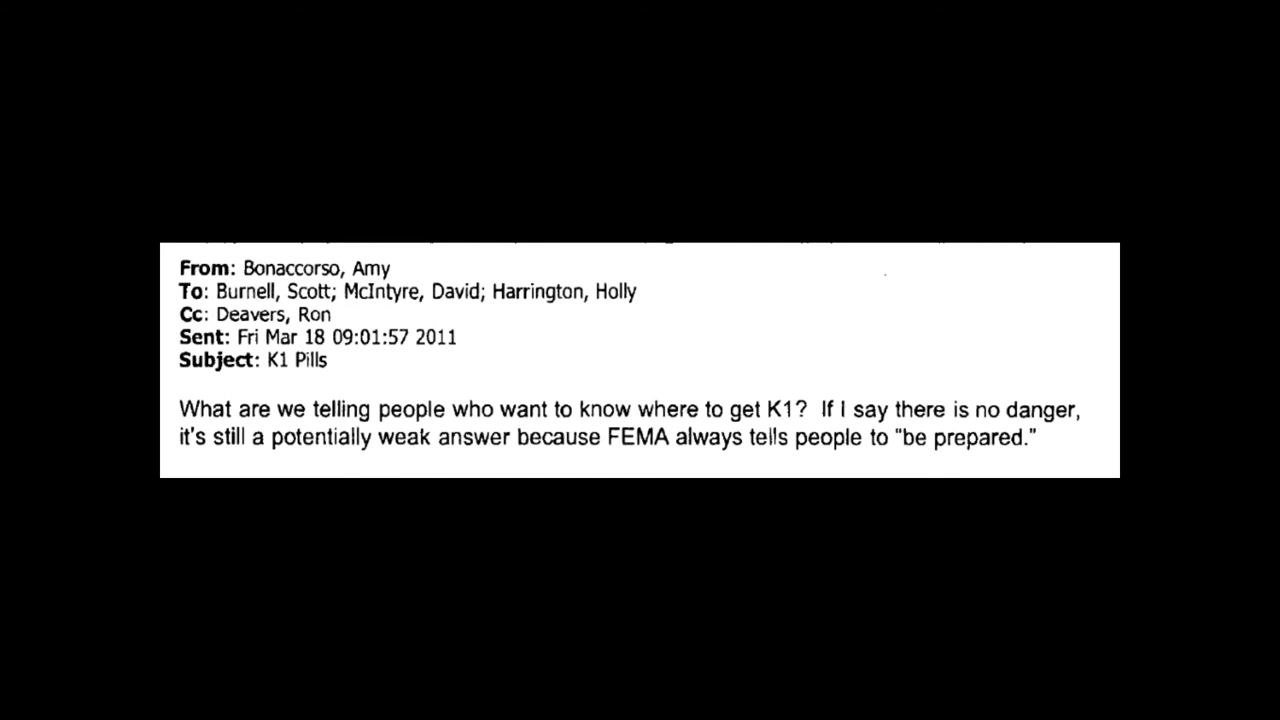 From: Bonaccorso, Amy
To: Burnell, Scott; McIntyre, David; Harrington, Holly
Cc: Deavers, Ron
Sent: Fri Mar 18 09:01:57 2011
Subject: K1 Pills
What are we telling people who want to know where to get K1?  If I say there is no danger,
it's still a potentially weak answer because FEMA always tells people to "be prepared."